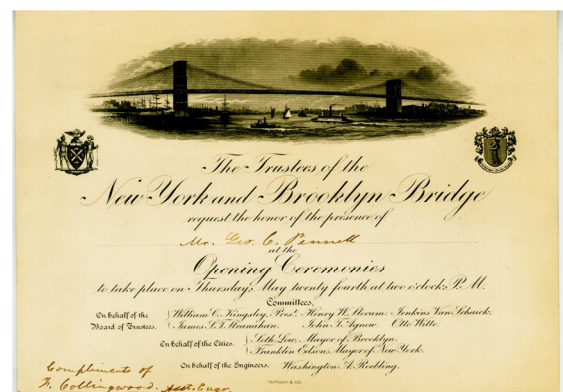 The Trustees of the
New York and Brooklyn Bridge
request the honor of the presence of
Mr. Geo. C. Pennell
at the
Opening Ceremonies
to take place on Thursday, May twenty fourth at two o'clock P.M.
Committees.
On behalf of the Board of Trustees. William C. Kingsley, Prest. Henry W. Slocum. Jenkins Van Schaick.
James S.T. Stranahan. John T. Agnew. Otto Witte.
On behalf of the Cities. Seth Low, Mayor of Brooklyn.
Franklin Edson, Mayor of New York.
On behalf of the Engineers. Washington A. Roebling.
Compliments of
F. Collingwood. Asst. Engr.
TIFFANY & CO.